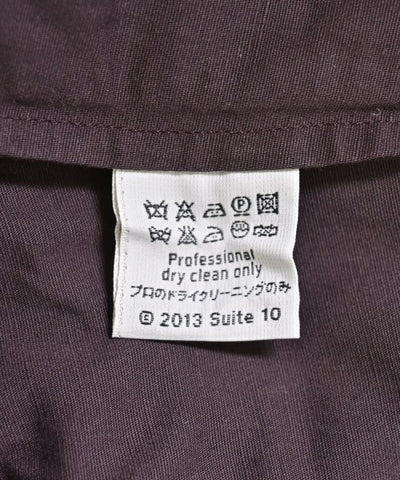 Professional
dry clean only
プロのドライクリーニングのみ
© 2013 Suite 10